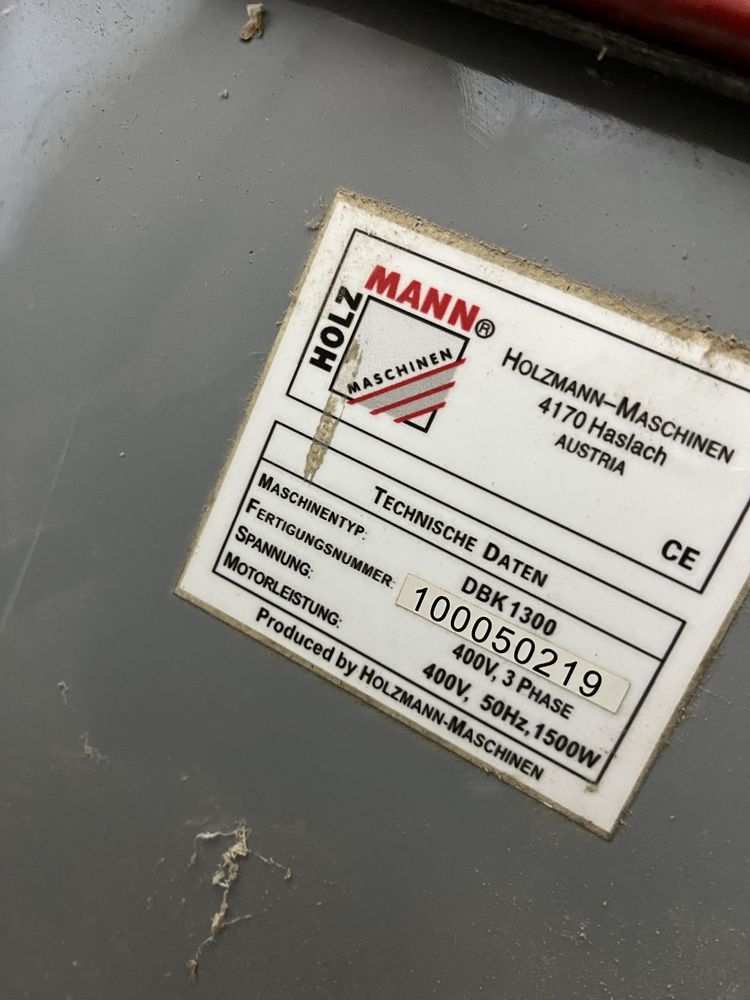 HOLZ
MANN®
MASCHINEN
HOLZMANN-MASCHINEN
4170 Haslach
AUSTRIA
CE
TECHNISCHE DATEN
MASCHINENTYP: DBK 1300
FERTIGUNGSNUMMER: 100050219
SPANNUNG: 400V, 3 PHASE
MOTORLEISTUNG: 400V, 50Hz, 1500W
Produced by HOLZMANN-MASCHINEN